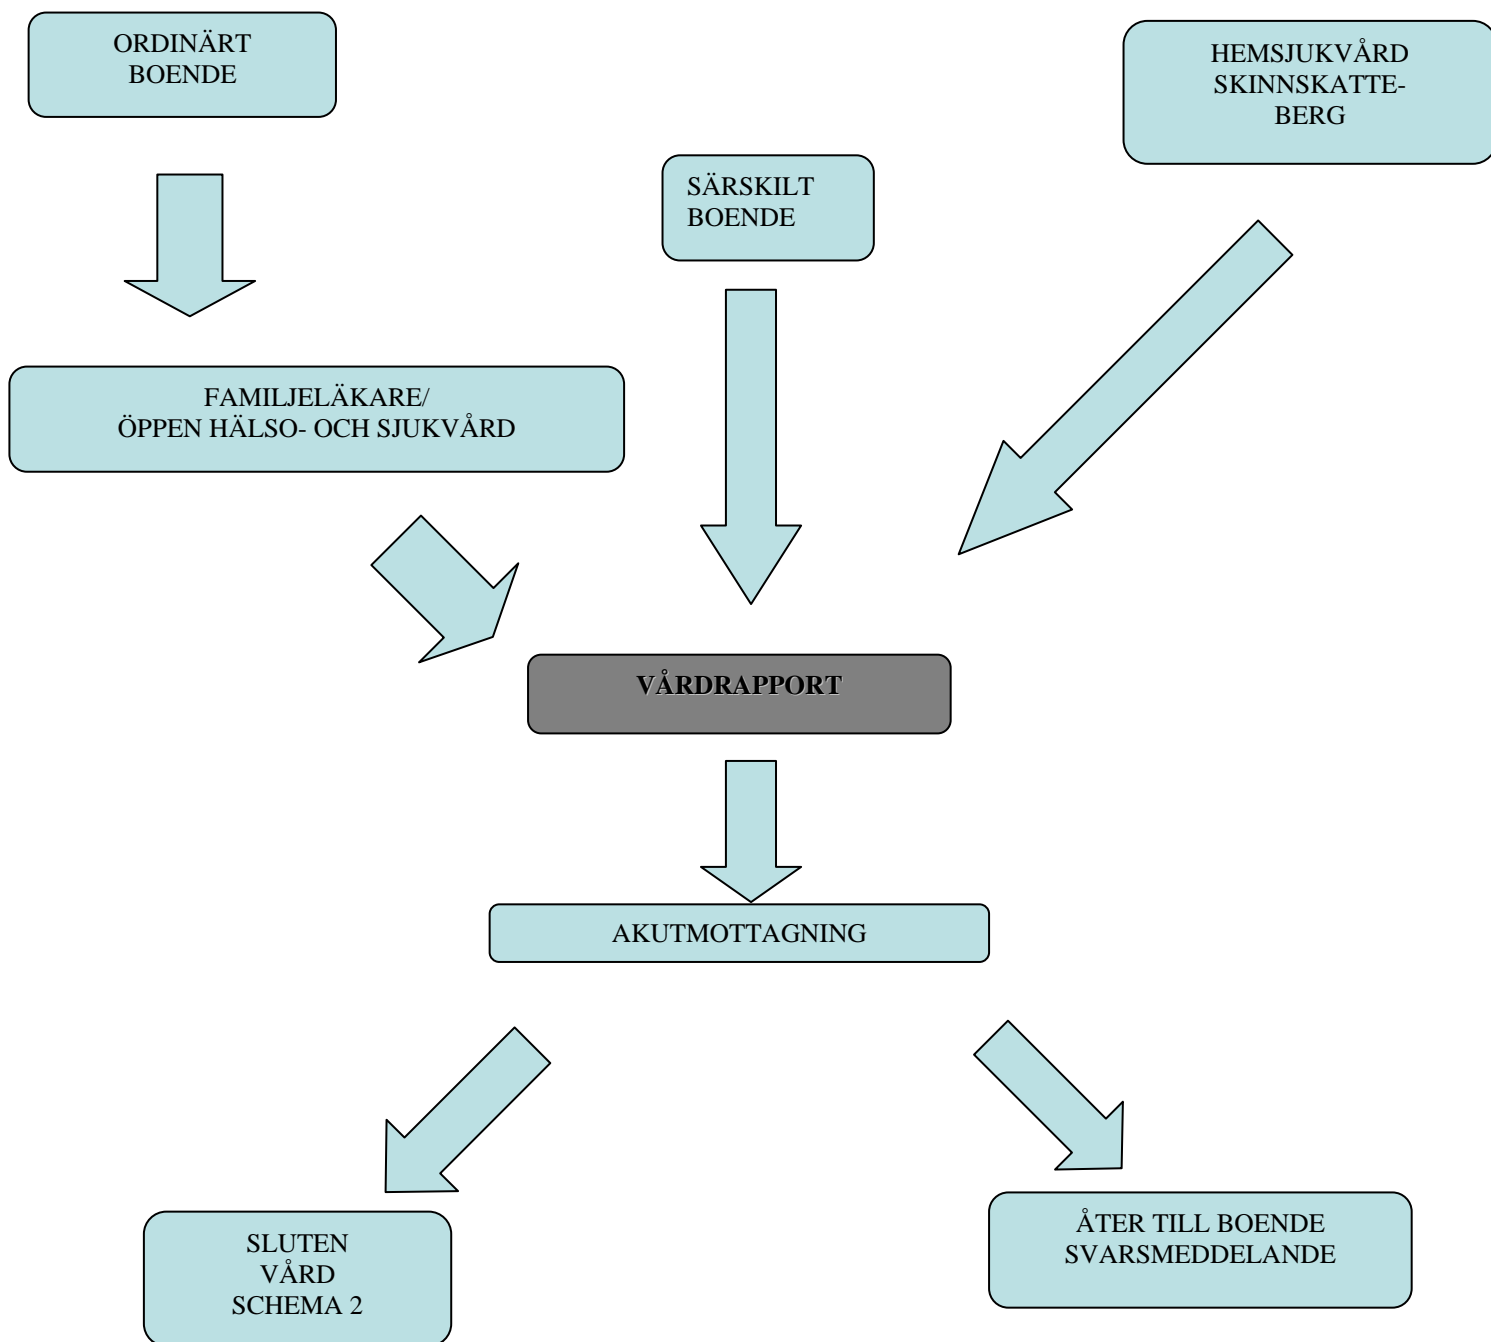 ORDINÄRT
BOENDE
HEMSJUKVÅRD
SKINNSKATTE-
BERG
SÄRSKILT
BOENDE
FAMILJELÄKARE/
ÖPPEN HÄLSO- OCH SJUKVÅRD
VÅRDRAPPORT
AKUTMOTTAGNING
SLUTEN
VÅRD
SCHEMA 2
ÅTER TILL BOENDE
SVARSMEDDELANDE